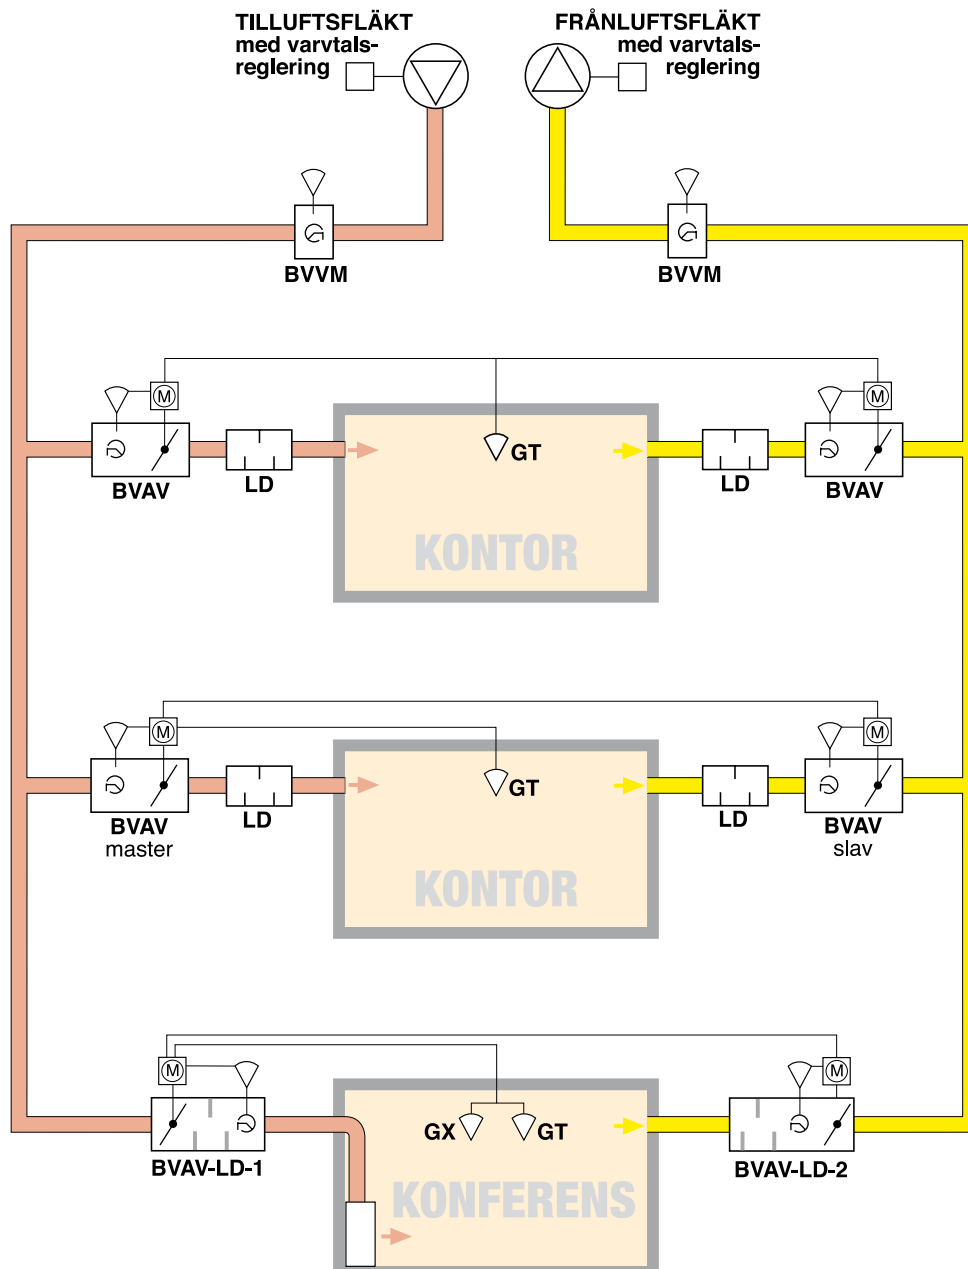 TILLUFTSFLÄKT
med varvtals-
reglering
FRÅNLUFTSFLÄKT
med varvtals-
reglering
BVVM
BVVM
M
M
GT
BVAV
LD
LD
BVAV
KONTOR
M
M
GT
BVAV
master
LD
LD
BVAV
slav
KONTOR
M
M
GX
GT
BVAV-LD-1
BVAV-LD-2
KONFERENS